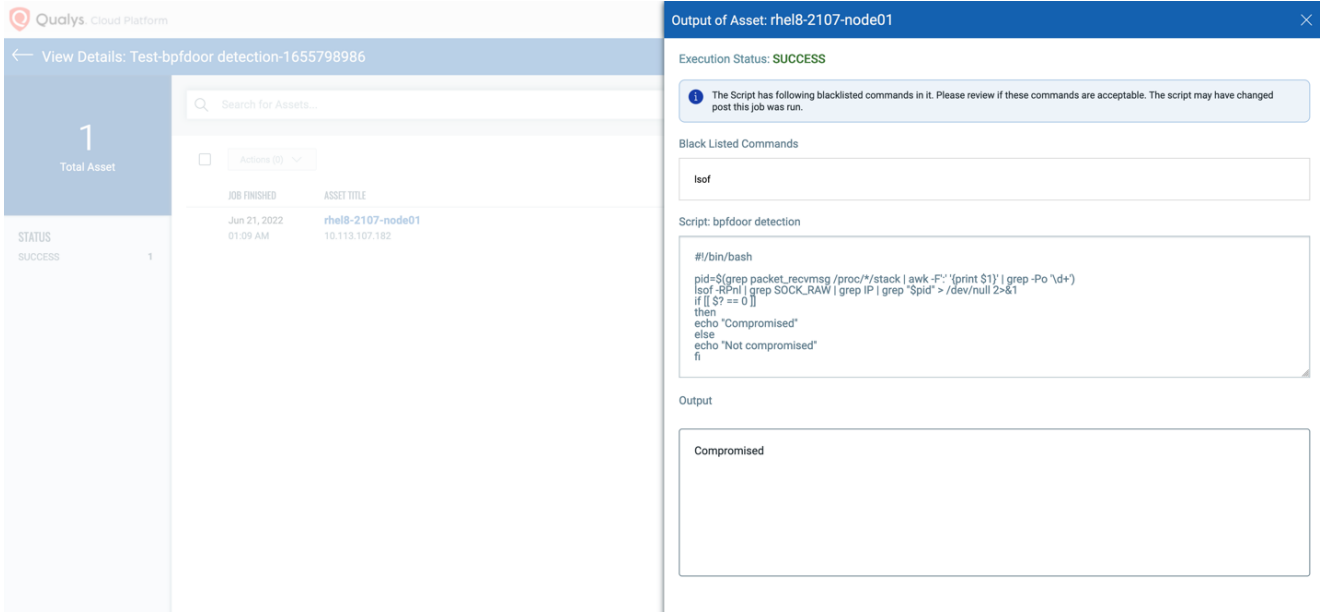 Qualys. Cloud Platform
View Details: Test-bpfdoor detection-1655798986
1
Total Asset
STATUS
SUCCESS 1
Search for Assets...
Actions (0)
JOB FINISHED ASSET TITLE
Jun 21, 2022 rhel8-2107-node01
01:09 AM 10.113.107.182
Output of Asset: rhel8-2107-node01
Execution Status: SUCCESS
The Script has following blacklisted commands in it. Please review if these commands are acceptable. The script may have changed
post this job was run.
Black Listed Commands
lsof
Script: bpfdoor detection
#!/bin/bash
pid=$(grep packet_recvmsg /proc/*/stack | awk -F':' '{print $1}' | grep -Po '\d+')
lsof -RPnl | grep SOCK_RAW | grep IP | grep "$pid" > /dev/null 2>&1
if [[ $? == 0 ]]
then
echo "Compromised"
else
echo "Not compromised"
fi
Output
Compromised